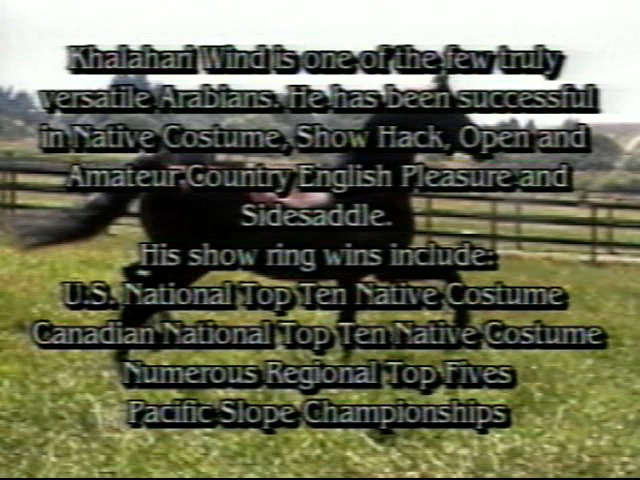 Khalahari Wind is one of the few truly
versatile Arabians. He has been successful
in Native Costume, Show Hack, Open and
Amateur Country English Pleasure and
Sidesaddle.
His show ring wins include:
U.S. National Top Ten Native Costume
Canadian National Top Ten Native Costume
Numerous Regional Top Fives
Pacific Slope Championships